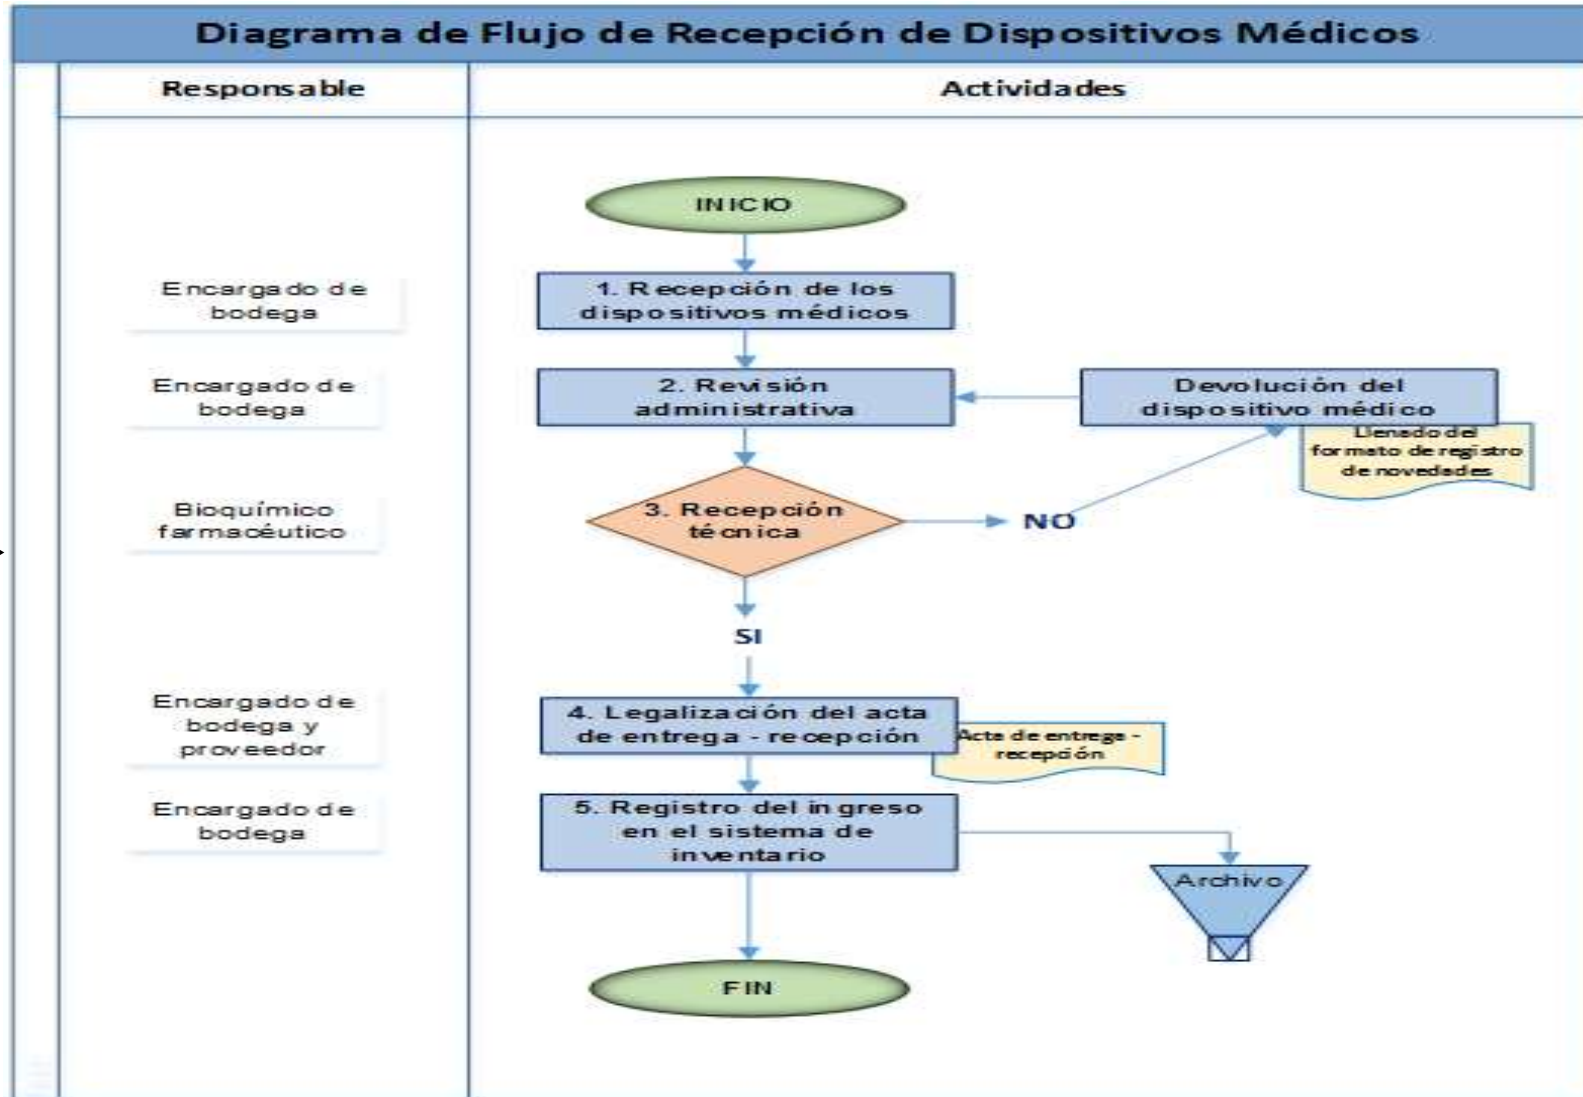 Diagrama de Flujo de Recepción de Dispositivos Médicos
Responsable
Actividades
INICIO
Encargado de
bodega
1. Recepción de los
dispositivos médicos
Encargado de
bodega
2. Revisión
administrativa
Devolución del
dispositivo médico
Llenado del
formato de registro
de novedades
Bioquímico
farmacéutico
3. Recepción
técnica
NO
SI
Encargado de
bodega y
proveedor
4. Legalización del acta
de entrega - recepción
Acta de entrega -
recepción
Encargado de
bodega
5. Registro del ingreso
en el sistema de
inventario
Archivo
FIN